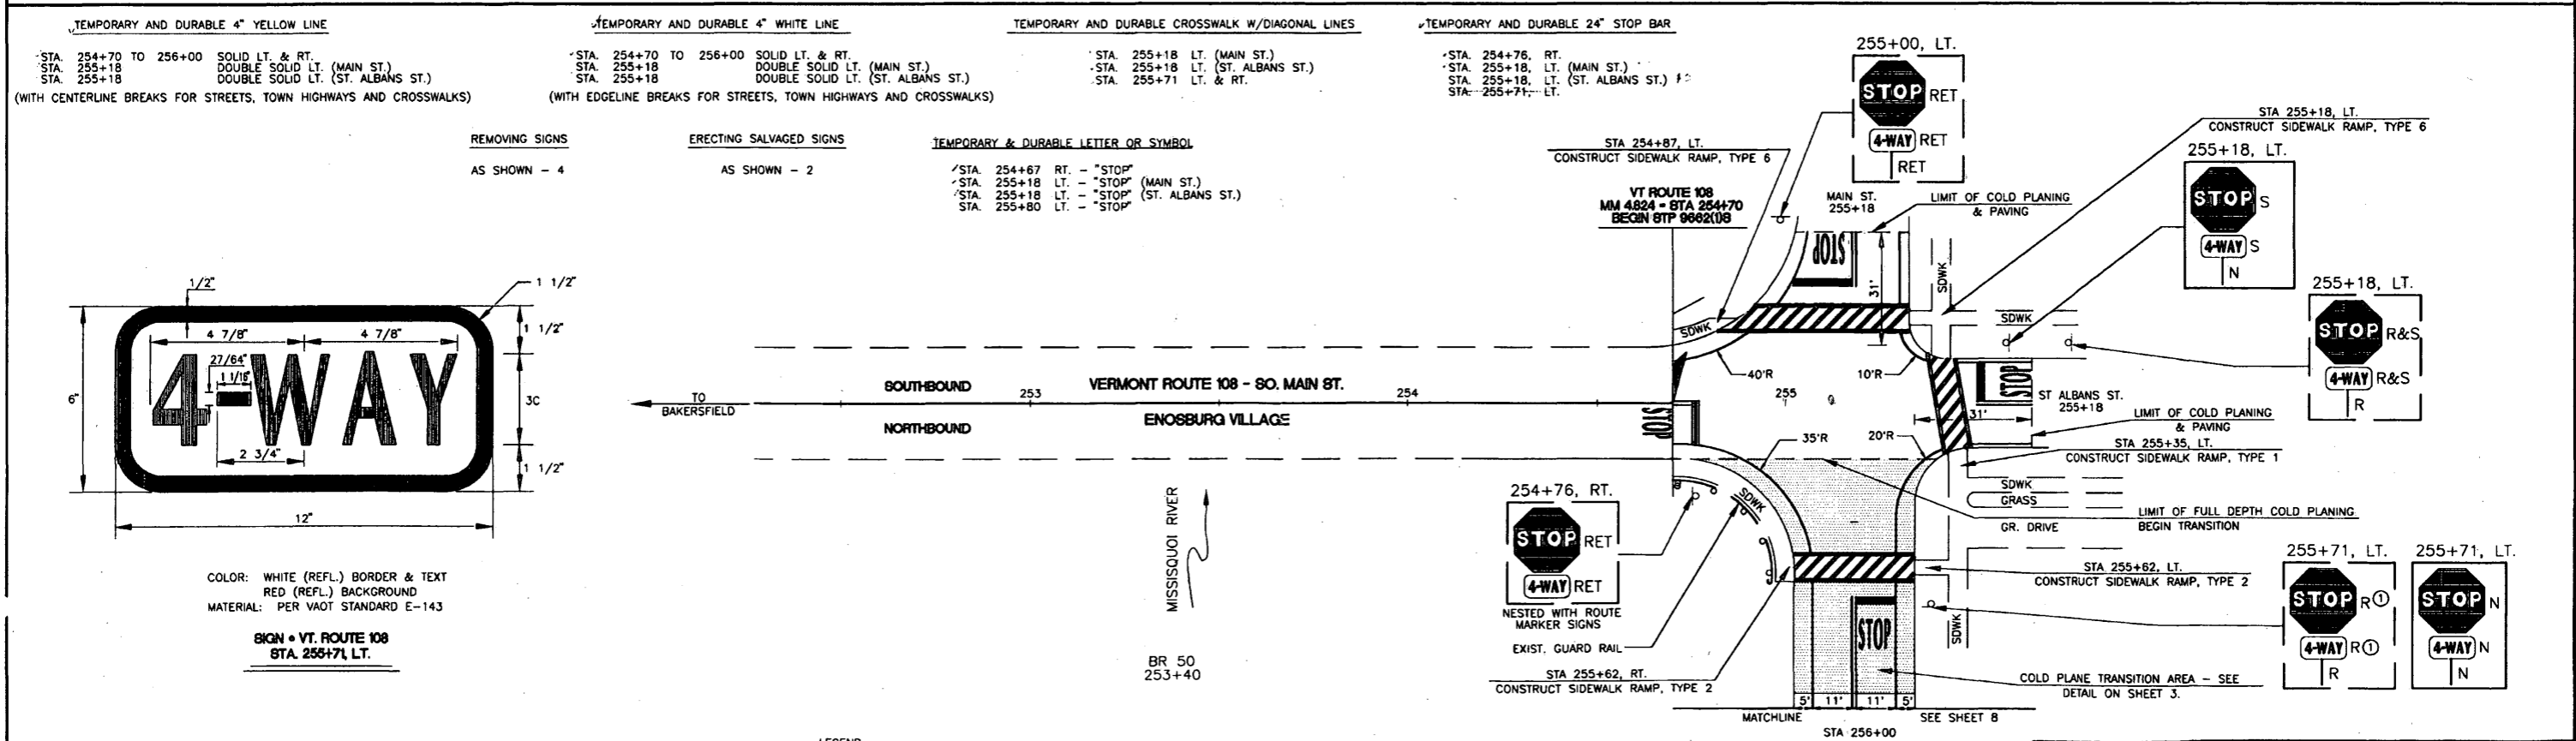 TEMPORARY AND DURABLE 4" YELLOW LINE
STA. 254+70 TO 256+00 SOLID LT. & RT.
STA. 255+18 DOUBLE SOLID LT. (MAIN ST.)
STA. 255+18 DOUBLE SOLID LT. (ST. ALBANS ST.)
(WITH CENTERLINE BREAKS FOR STREETS, TOWN HIGHWAYS AND CROSSWALKS)
TEMPORARY AND DURABLE 4" WHITE LINE
STA. 254+70 TO 256+00 SOLID LT. & RT.
STA. 255+18 DOUBLE SOLID LT. (MAIN ST.)
STA. 255+18 DOUBLE SOLID LT. (ST. ALBANS ST.)
(WITH EDGELINE BREAKS FOR STREETS, TOWN HIGHWAYS AND CROSSWALKS)
TEMPORARY AND DURABLE CROSSWALK W/DIAGONAL LINES
STA. 255+18 LT. (MAIN ST.)
STA. 255+18 LT. (ST. ALBANS ST.)
STA. 255+71 LT. & RT.
TEMPORARY AND DURABLE 24" STOP BAR
STA. 254+76, RT.
STA. 255+18, LT. (MAIN ST.)
STA. 255+18, LT. (ST. ALBANS ST.)
STA. 255+71, LT.
REMOVING SIGNS
AS SHOWN - 4
ERECTING SALVAGED SIGNS
AS SHOWN - 2
TEMPORARY & DURABLE LETTER OR SYMBOL
STA. 254+67 RT. - "STOP"
STA. 255+18 LT. - "STOP" (MAIN ST.)
STA. 255+18 LT. - "STOP" (ST. ALBANS ST.)
STA. 255+80 LT. - "STOP"
1/2"
1 1/2"
4 7/8"
4 7/8"
1 1/2"
27/64"
1 1/16"
4-WAY
6"
3C
2 3/4"
1 1/2"
12"
COLOR: WHITE (REFL.) BORDER & TEXT
RED (REFL.) BACKGROUND
MATERIAL: PER VAOT STANDARD E-143
SIGN • VT. ROUTE 108
STA. 255+71, LT.
TO
BAKERSFIELD
SOUTHBOUND
NORTHBOUND
253
VERMONT ROUTE 108 - SO. MAIN ST.
ENOSBURG VILLAGE
254
255
MISSISQUOI RIVER
BR 50
253+40
STA 254+87, LT.
CONSTRUCT SIDEWALK RAMP, TYPE 6
VT ROUTE 108
MM 4.824 = STA 254+70
BEGIN STP 9662(1)S
255+00, LT.
STOP RET
4-WAY RET
RET
MAIN ST.
255+18
LIMIT OF COLD PLANING
& PAVING
STA 255+18, LT.
CONSTRUCT SIDEWALK RAMP, TYPE 6
255+18, LT.
STOP S
4-WAY S
N
255+18, LT.
STOP R&S
4-WAY R&S
R
STOP
31'
SDWK
SDWK
SDWK
40'R
10'R
STOP
STOP
ST ALBANS ST.
255+18
31'
LIMIT OF COLD PLANING
& PAVING
35'R
20'R
STA 255+35, LT.
CONSTRUCT SIDEWALK RAMP, TYPE 1
SDWK
GRASS
GR. DRIVE
LIMIT OF FULL DEPTH COLD PLANING
BEGIN TRANSITION
254+76, RT.
STOP RET
4-WAY RET
NESTED WITH ROUTE
MARKER SIGNS
SDWK
EXIST. GUARD RAIL
STA 255+62, RT.
CONSTRUCT SIDEWALK RAMP, TYPE 2
STA 255+62, LT.
CONSTRUCT SIDEWALK RAMP, TYPE 2
255+71, LT.
STOP R①
4-WAY R①
R
255+71, LT.
STOP N
4-WAY N
N
STOP
SDWK
COLD PLANE TRANSITION AREA - SEE
DETAIL ON SHEET 3.
5' 11' 11' 5'
MATCHLINE
SEE SHEET 8
STA 256+00